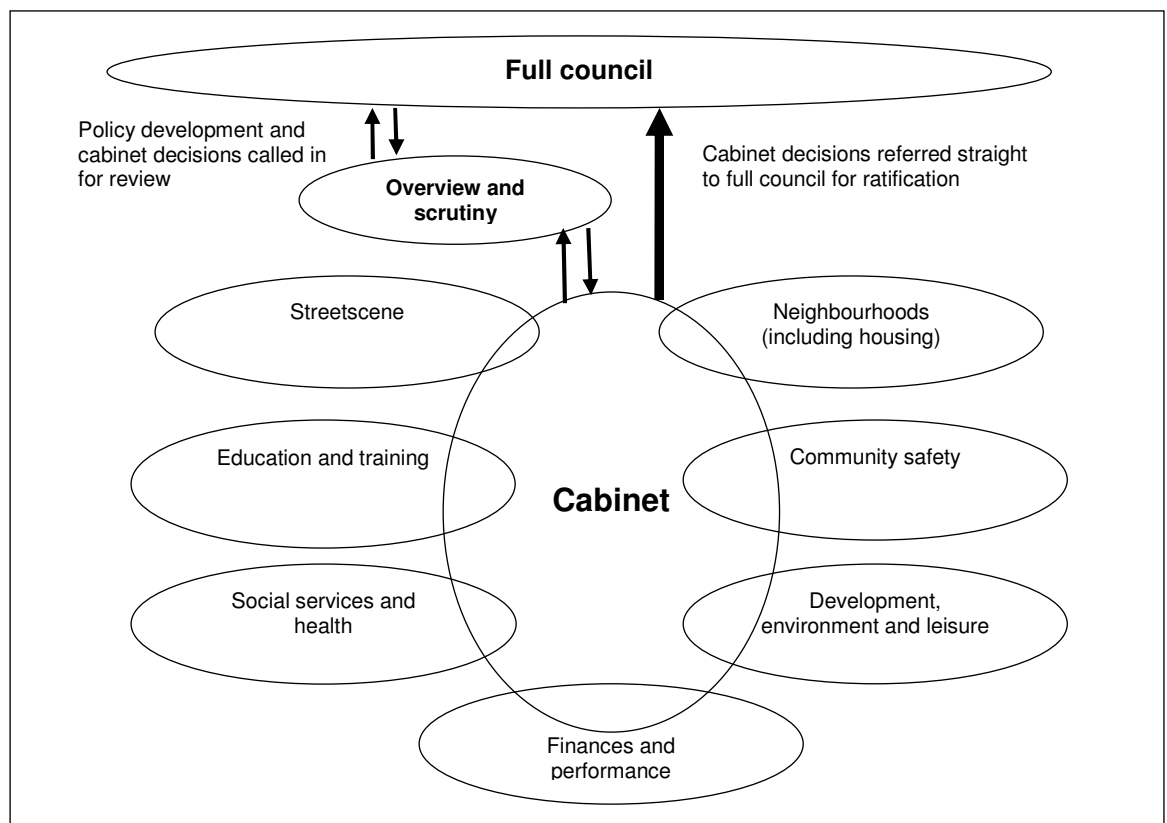 Full council
Policy development and
cabinet decisions called in
for review
Cabinet decisions referred straight
to full council for ratification
Overview and
scrutiny
Streetscene
Neighbourhoods
(including housing)
Education and training
Community safety
Cabinet
Social services and
health
Development,
environment and leisure
Finances and
performance